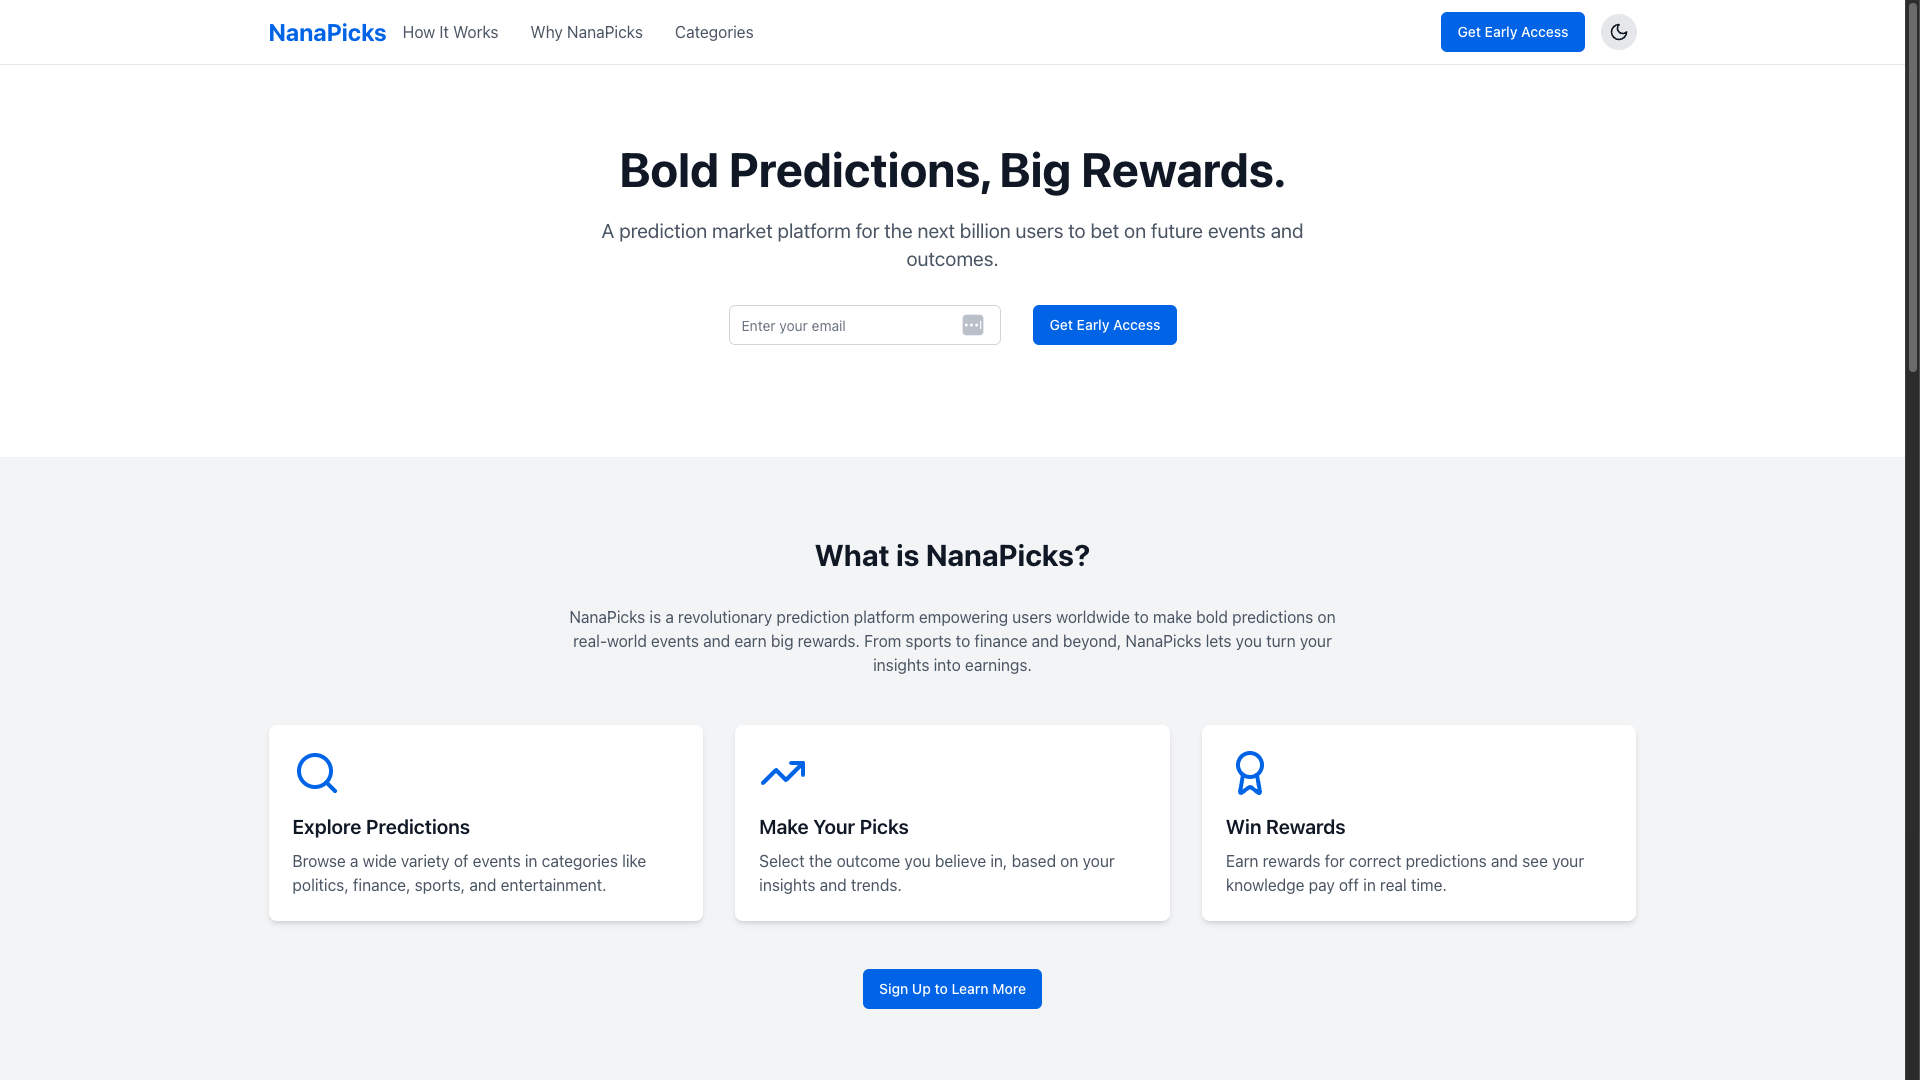 NanaPicks
How It Works
Why NanaPicks
Categories
Get Early Access
Bold Predictions, Big Rewards.
A prediction market platform for the next billion users to bet on future events and
outcomes.
Enter your email
Get Early Access
What is NanaPicks?
NanaPicks is a revolutionary prediction platform empowering users worldwide to make bold predictions on
real-world events and earn big rewards. From sports to finance and beyond, NanaPicks lets you turn your
insights into earnings.
Explore Predictions
Browse a wide variety of events in categories like
politics, finance, sports, and entertainment.
Make Your Picks
Select the outcome you believe in, based on your
insights and trends.
Win Rewards
Earn rewards for correct predictions and see your
knowledge pay off in real time.
Sign Up to Learn More